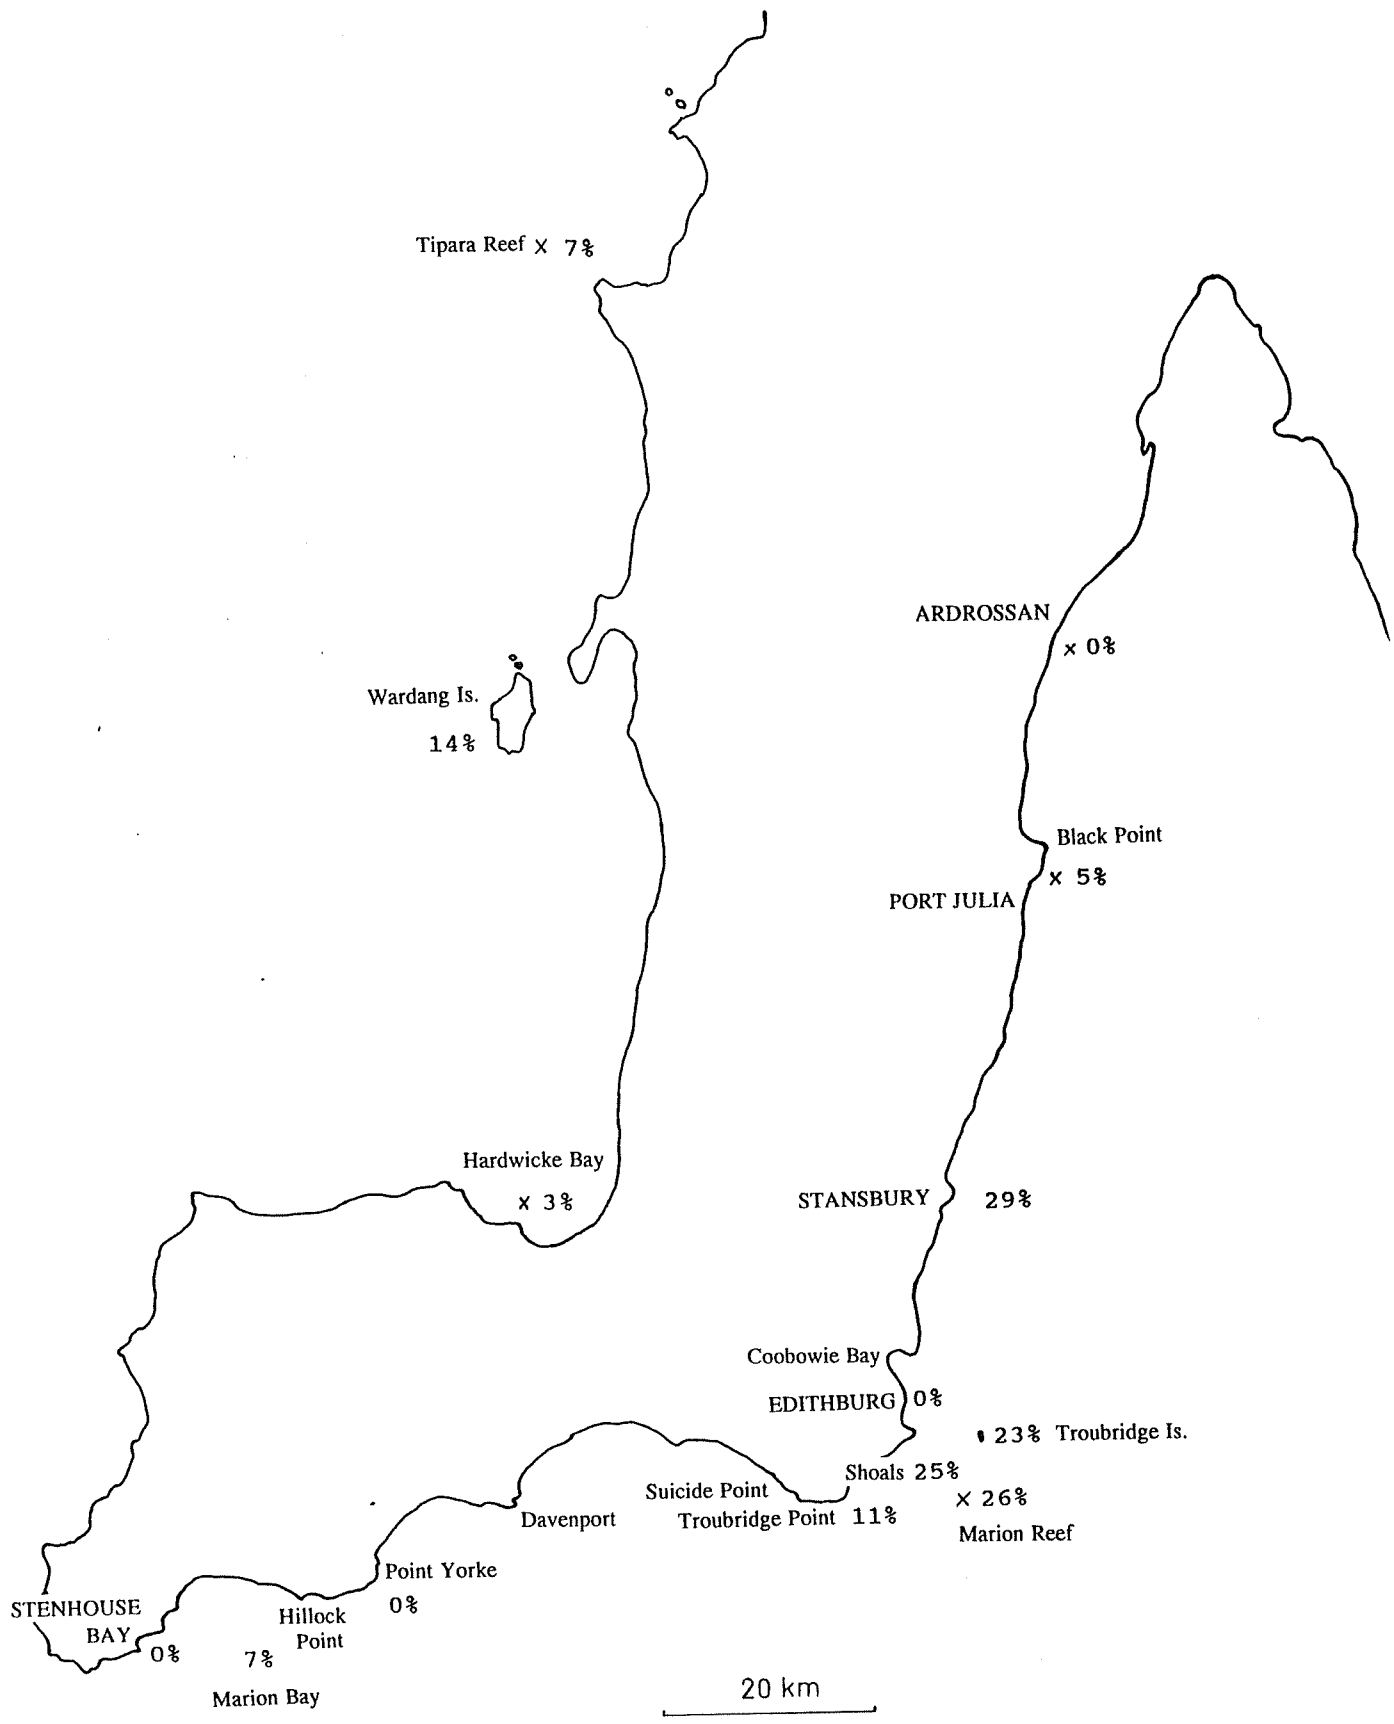 Tipara Reef × 7%
ARDROSSAN
× 0%
Wardang Is.
14%
Black Point
× 5%
PORT JULIA
Hardwicke Bay
× 3%
STANSBURY 29%
Coobowie Bay
EDITHBURG 0%
23% Troubridge Is.
Shoals 25%
Suicide Point
× 26%
Troubridge Point 11%
Davenport
Marion Reef
Point Yorke
0%
STENHOUSE
BAY
Hillock
Point
0%
7%
Marion Bay
20 km